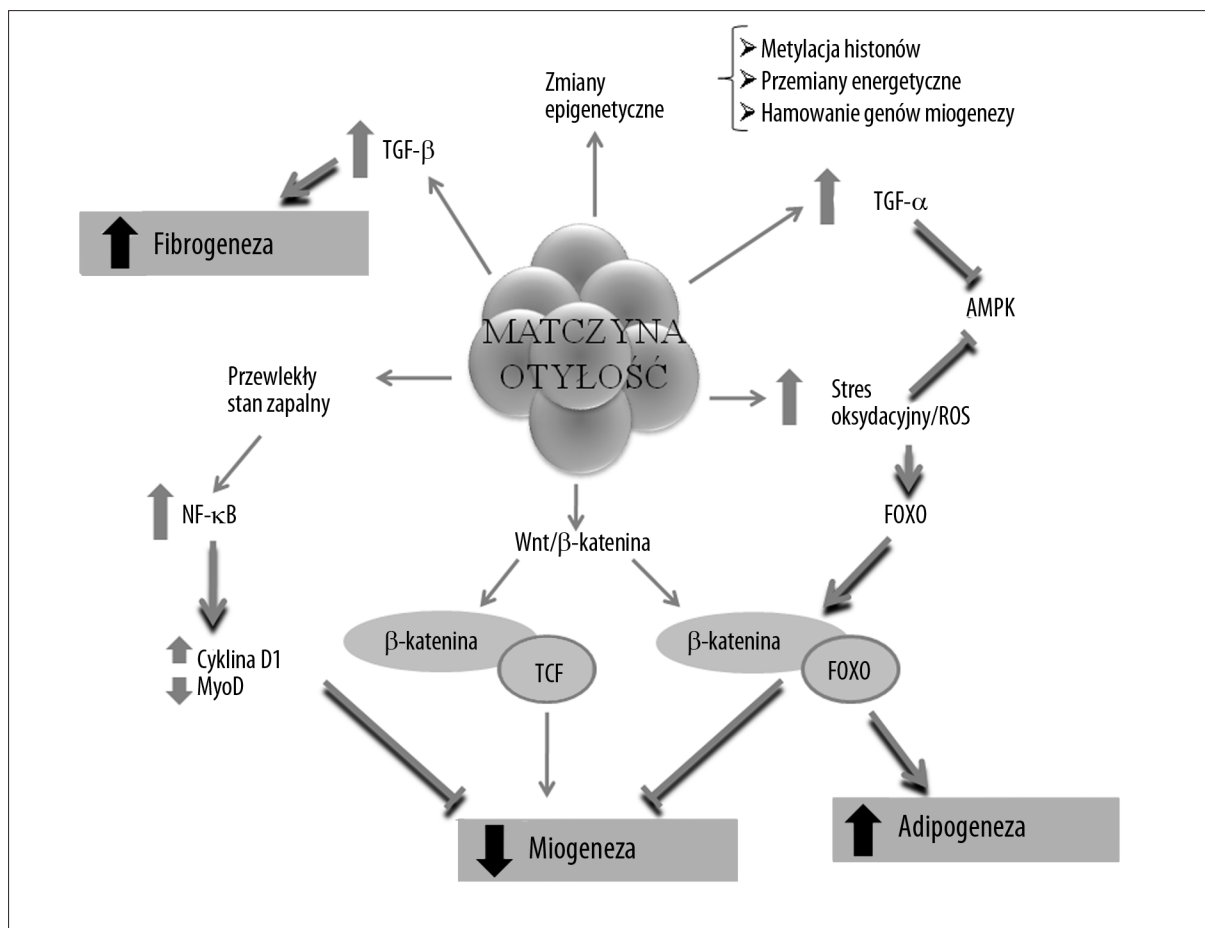 Metylacja histonów
Przemiany energetyczne
Hamowanie genów miogenezy
Zmiany
epigenetyczne
TGF-β
TGF-α
Fibrogeneza
AMPK
MATCZYNA
OTYŁOŚĆ
Przewlekły
stan zapalny
Stres
oksydacyjny/ROS
NF-κB
FOXO
Wnt/β-katenina
β-katenina
TCF
β-katenina
FOXO
Cyklina D1
MyoD
Miogeneza
Adipogeneza